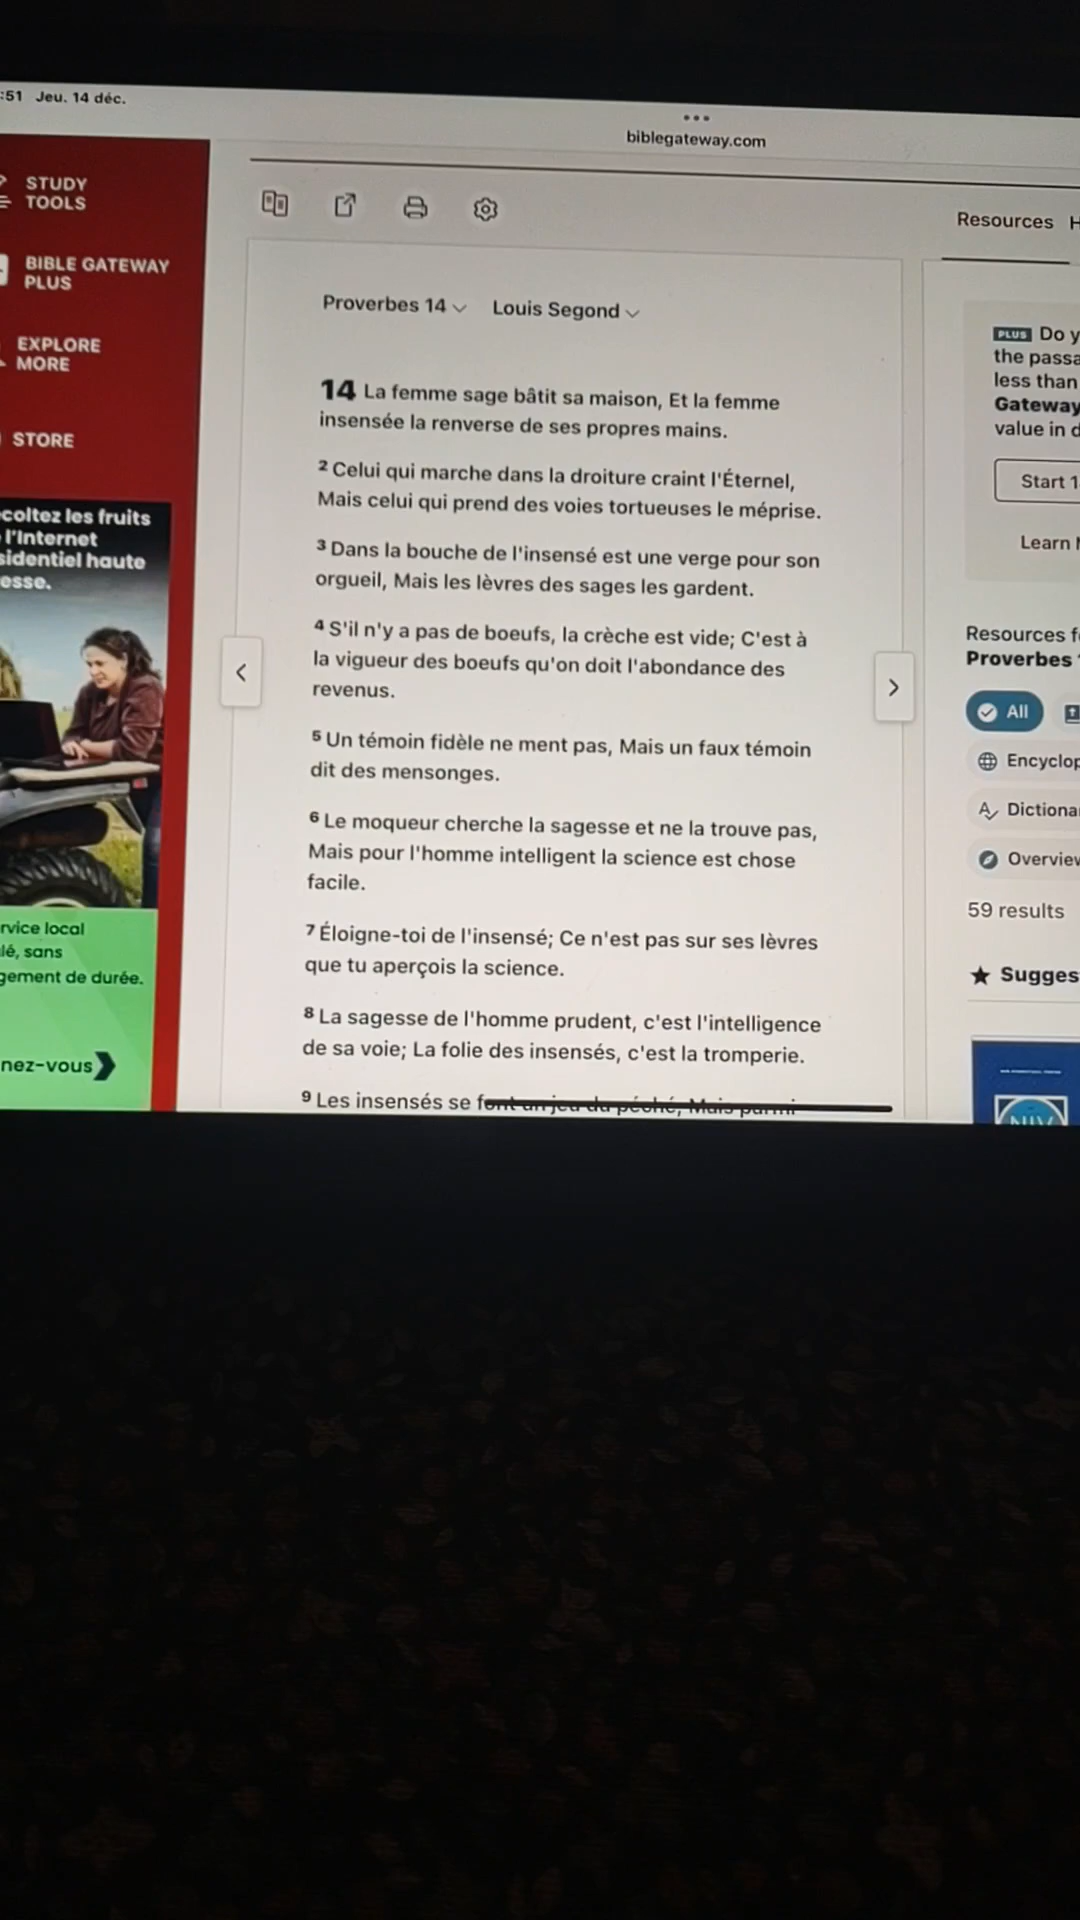 :51 Jeu. 14 déc.
biblegateway.com
STUDY
TOOLS
BIBLE GATEWAY
PLUS
EXPLORE
MORE
STORE
coltez les fruits
l'Internet
sidentiel haute
esse.
rvice local
lé, sans
gement de durée.
nez-vous
Proverbes 14 Louis Segond
14 La femme sage bâtit sa maison, Et la femme
insensée la renverse de ses propres mains.
2 Celui qui marche dans la droiture craint l'Éternel,
Mais celui qui prend des voies tortueuses le méprise.
3 Dans la bouche de l'insensé est une verge pour son
orgueil, Mais les lèvres des sages les gardent.
4 S'il n'y a pas de boeufs, la crèche est vide; C'est à
la vigueur des boeufs qu'on doit l'abondance des
revenus.
5 Un témoin fidèle ne ment pas, Mais un faux témoin
dit des mensonges.
6 Le moqueur cherche la sagesse et ne la trouve pas,
Mais pour l'homme intelligent la science est chose
facile.
7 Éloigne-toi de l'insensé; Ce n'est pas sur ses lèvres
que tu aperçois la science.
8 La sagesse de l'homme prudent, c'est l'intelligence
de sa voie; La folie des insensés, c'est la tromperie.
9 Les insensés se font un jeu du péché, Mais parmi
Resources H
PLUS Do y
the passa
less than
Gateway
value in d
Start 1
Learn
Resources f
Proverbes
All
Encyclop
Dictiona
Overview
59 results
Sugges
NIV